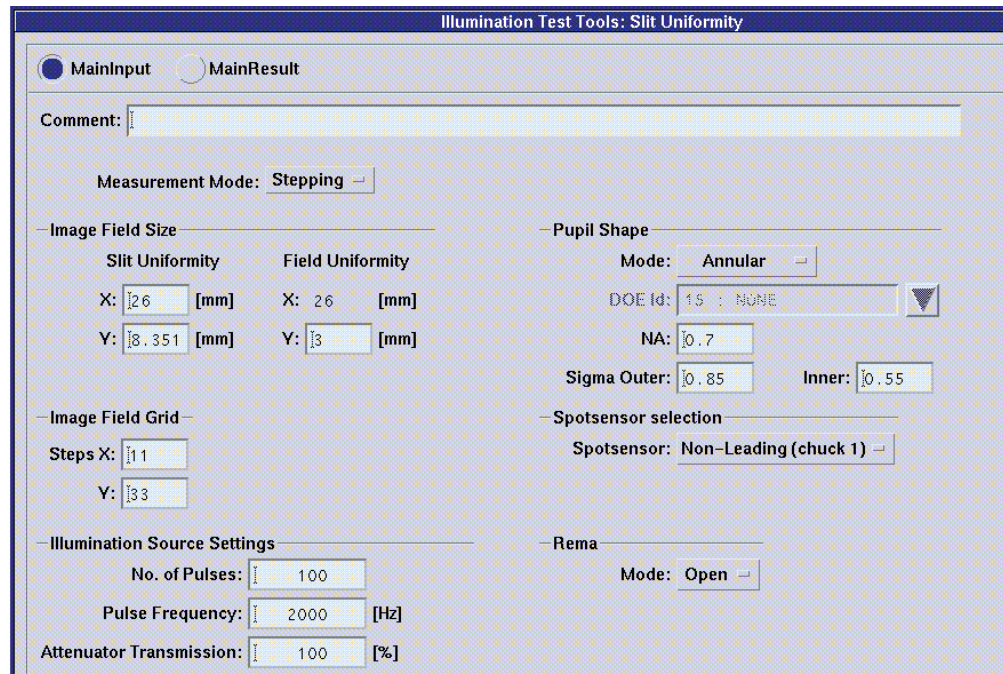 Illumination Test Tools: Slit Uniformity
MainInput MainResult
Comment:
Measurement Mode: Stepping
Image Field Size Pupil Shape
Slit Uniformity Field Uniformity Mode: Annular
X: 26 [mm] X: 26 [mm] DOE Id: 15 : NONE
Y: 8.351 [mm] Y: 3 [mm] NA: 0.7
Sigma Outer: 0.85 Inner: 0.55
Image Field Grid Spotsensor selection
Steps X: 11 Spotsensor: Non-Leading (chuck 1)
Y: 33
Illumination Source Settings Rema
No. of Pulses: 100 Mode: Open
Pulse Frequency: 2000 [Hz]
Attenuator Transmission: 100 [%]